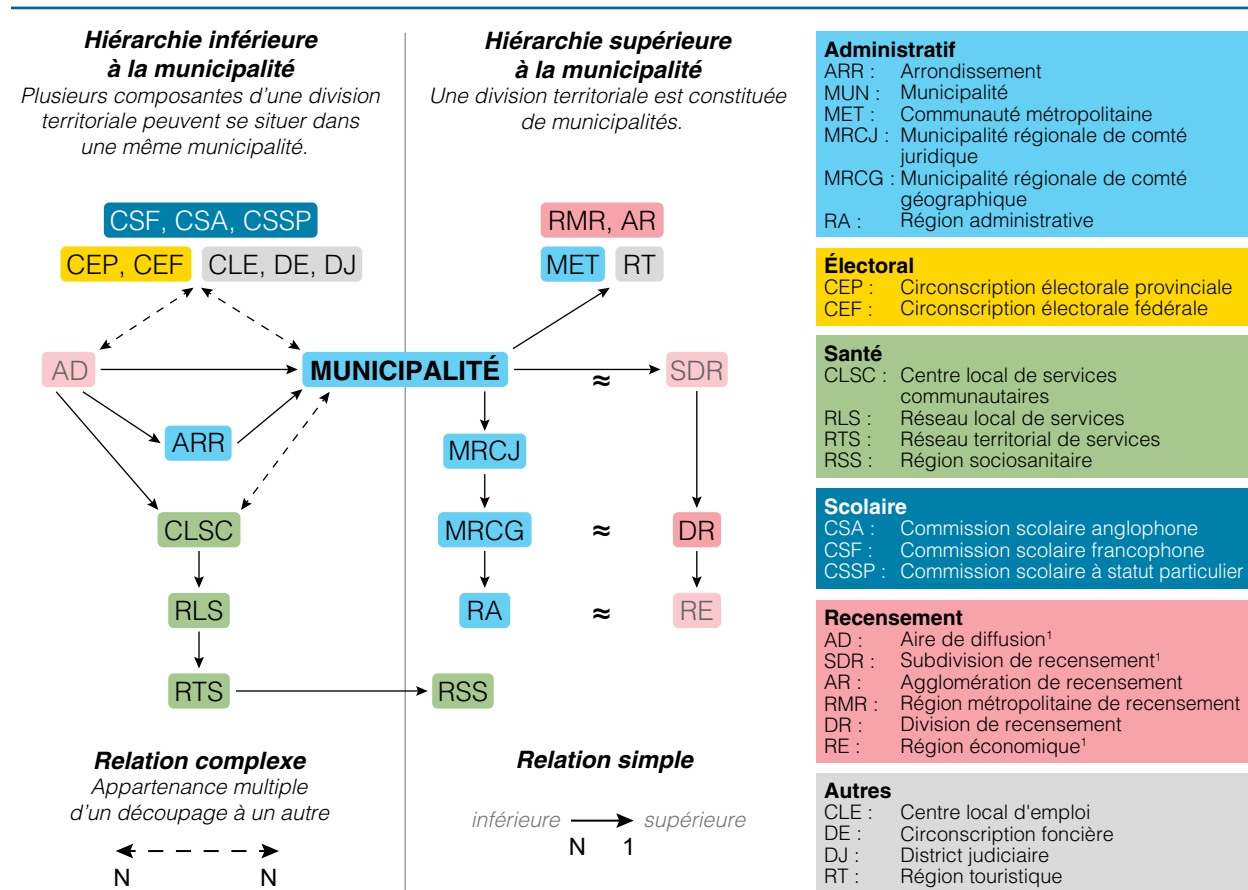 Hiérarchie inférieure
à la municipalité
Plusieurs composantes d'une division
territoriale peuvent se situer dans
une même municipalité.
Hiérarchie supérieure
à la municipalité
Une division territoriale est constituée
de municipalités.
CSF, CSA, CSSP
CEP, CEF
CLE, DE, DJ
RMR, AR
MET
RT
AD
MUNICIPALITÉ
≈
SDR
ARR
MRCJ
CLSC
MRCG
≈
DR
RLS
RA
≈
RE
RTS
RSS
Relation complexe
Appartenance multiple
d'un découpage à un autre
N N
Relation simple
inférieure supérieure
N 1
Administratif
ARR : Arrondissement
MUN : Municipalité
MET : Communauté métropolitaine
MRCJ : Municipalité régionale de comté
juridique
MRCG : Municipalité régionale de comté
géographique
RA : Région administrative
Électoral
CEP : Circonscription électorale provinciale
CEF : Circonscription électorale fédérale
Santé
CLSC : Centre local de services
communautaires
RLS : Réseau local de services
RTS : Réseau territorial de services
RSS : Région sociosanitaire
Scolaire
CSA : Commission scolaire anglophone
CSF : Commission scolaire francophone
CSSP : Commission scolaire à statut particulier
Recensement
AD : Aire de diffusion¹
SDR : Subdivision de recensement¹
AR : Agglomération de recensement
RMR : Région métropolitaine de recensement
DR : Division de recensement
RE : Région économique¹
Autres
CLE : Centre local d'emploi
DE : Circonscription foncière
DJ : District judiciaire
RT : Région touristique